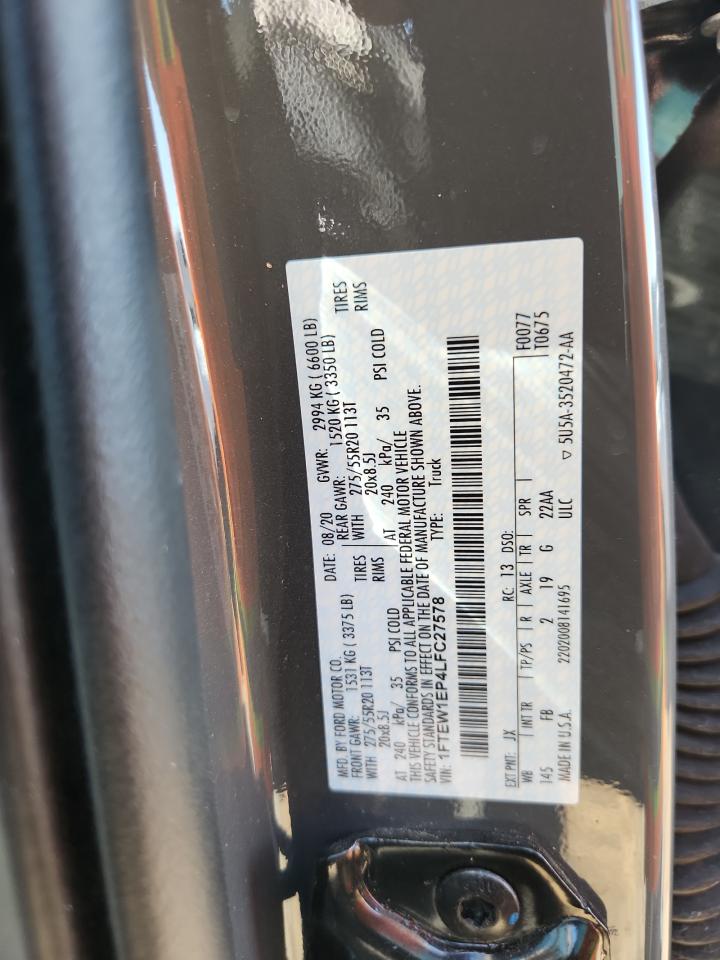 MFD. BY FORD MOTOR CO. DATE: 08/20 GVWR: 2994 KG ( 6600 LB)
FRONT GAWR: 1531 KG ( 3375 LB) REAR GAWR: 1520 KG ( 3350 LB)
WITH 275/55R20 113T TIRES WITH 275/55R20 113T TIRES
20x8.5J RIMS 20x8.5J RIMS
AT 240 kPa/ 35 PSI COLD AT 240 kPa/ 35 PSI COLD
THIS VEHICLE CONFORMS TO ALL APPLICABLE FEDERAL MOTOR VEHICLE
SAFETY STANDARDS IN EFFECT ON THE DATE OF MANUFACTURE SHOWN ABOVE.
VIN: 1FTEW1EP4LFC27578 TYPE: Truck
EXT PNT: JX RC: 13 DSO: F0077
WB MT TR TP/PS R AXLE TR SPR T0675
145 FB 2 19 G 22AA
MADE IN U.S.A. 2202008141695 ULC ▽ 5U5A-3520472-AA